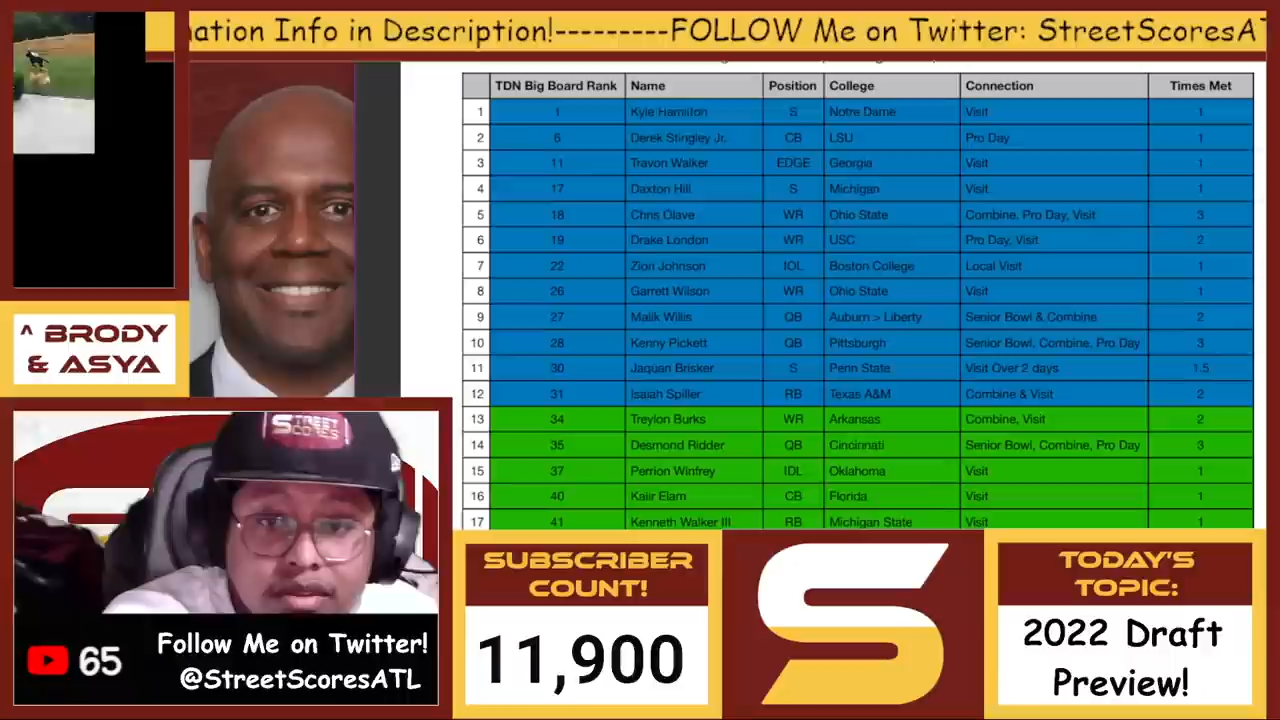 uation Info in Description!---------FOLLOW Me on Twitter: StreetScoresAT
TDN Big Board Rank Name Position College Connection Times Met
1 1 Kyle Hamilton S Notre Dame Visit 1
2 6 Derek Stingley Jr. CB LSU Pro Day 1
3 11 Travon Walker EDGE Georgia Visit 1
4 17 Daxton Hill S Michigan Visit 1
5 18 Chris Olave WR Ohio State Combine, Pro Day, Visit 3
6 19 Drake London WR USC Pro Day, Visit 2
7 22 Zion Johnson IOL Boston College Local Visit 1
8 26 Garrett Wilson WR Ohio State Visit 1
9 27 Malik Willis QB Auburn > Liberty Senior Bowl & Combine 2
10 28 Kenny Pickett QB Pittsburgh Senior Bowl, Combine, Pro Day 3
11 30 Jaquan Brisker S Penn State Visit Over 2 days 1.5
12 31 Isaiah Spiller RB Texas A&M Combine & Visit 2
13 34 Treylon Burks WR Arkansas Combine, Visit 2
14 35 Desmond Ridder QB Cincinnati Senior Bowl, Combine, Pro Day 3
15 37 Perrion Winfrey IDL Oklahoma Visit 1
16 40 Kaiir Elam CB Florida Visit 1
17 41 Kenneth Walker III RB Michigan State Visit 1
^ BRODY
& ASYA
STREET
SCORES
65
Follow Me on Twitter!
@StreetScoresATL
SUBSCRIBER
COUNT!
11,900
S
TODAY'S
TOPIC:
2022 Draft
Preview!